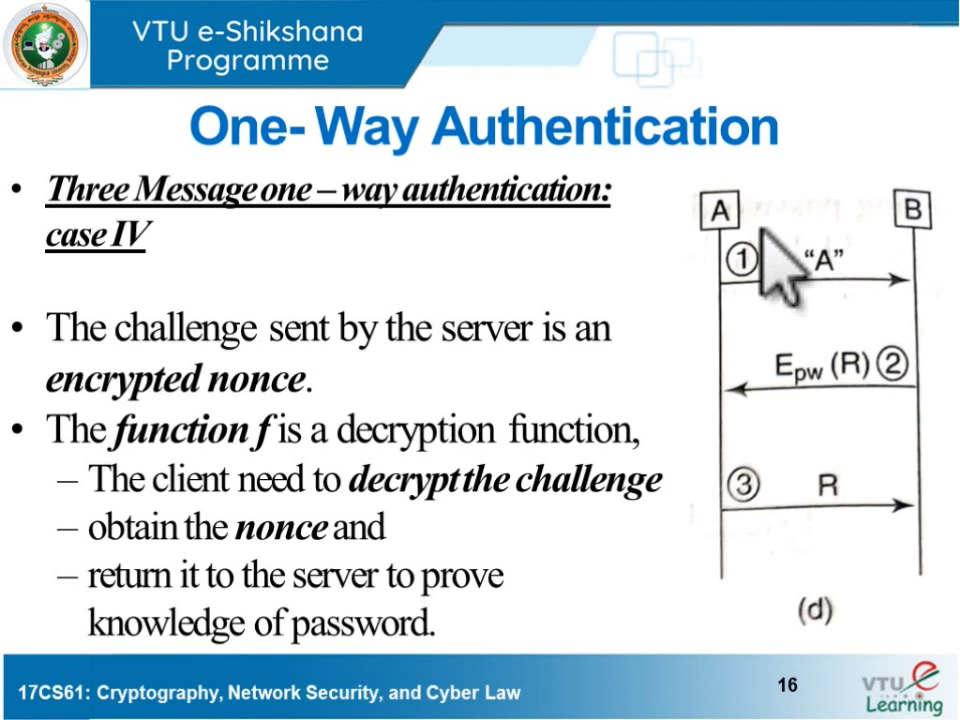 VTU e-Shikshana
Programme
One- Way Authentication
• Three Message one – way authentication:
case IV
• The challenge sent by the server is an
encrypted nonce.
• The function f is a decryption function,
– The client need to decrypt the challenge
– obtain the nonce and
– return it to the server to prove
knowledge of password.
A
B
① "A"
Epw (R) ②
③ R
(d)
17CS61: Cryptography, Network Security, and Cyber Law
16
VTU e
Learning